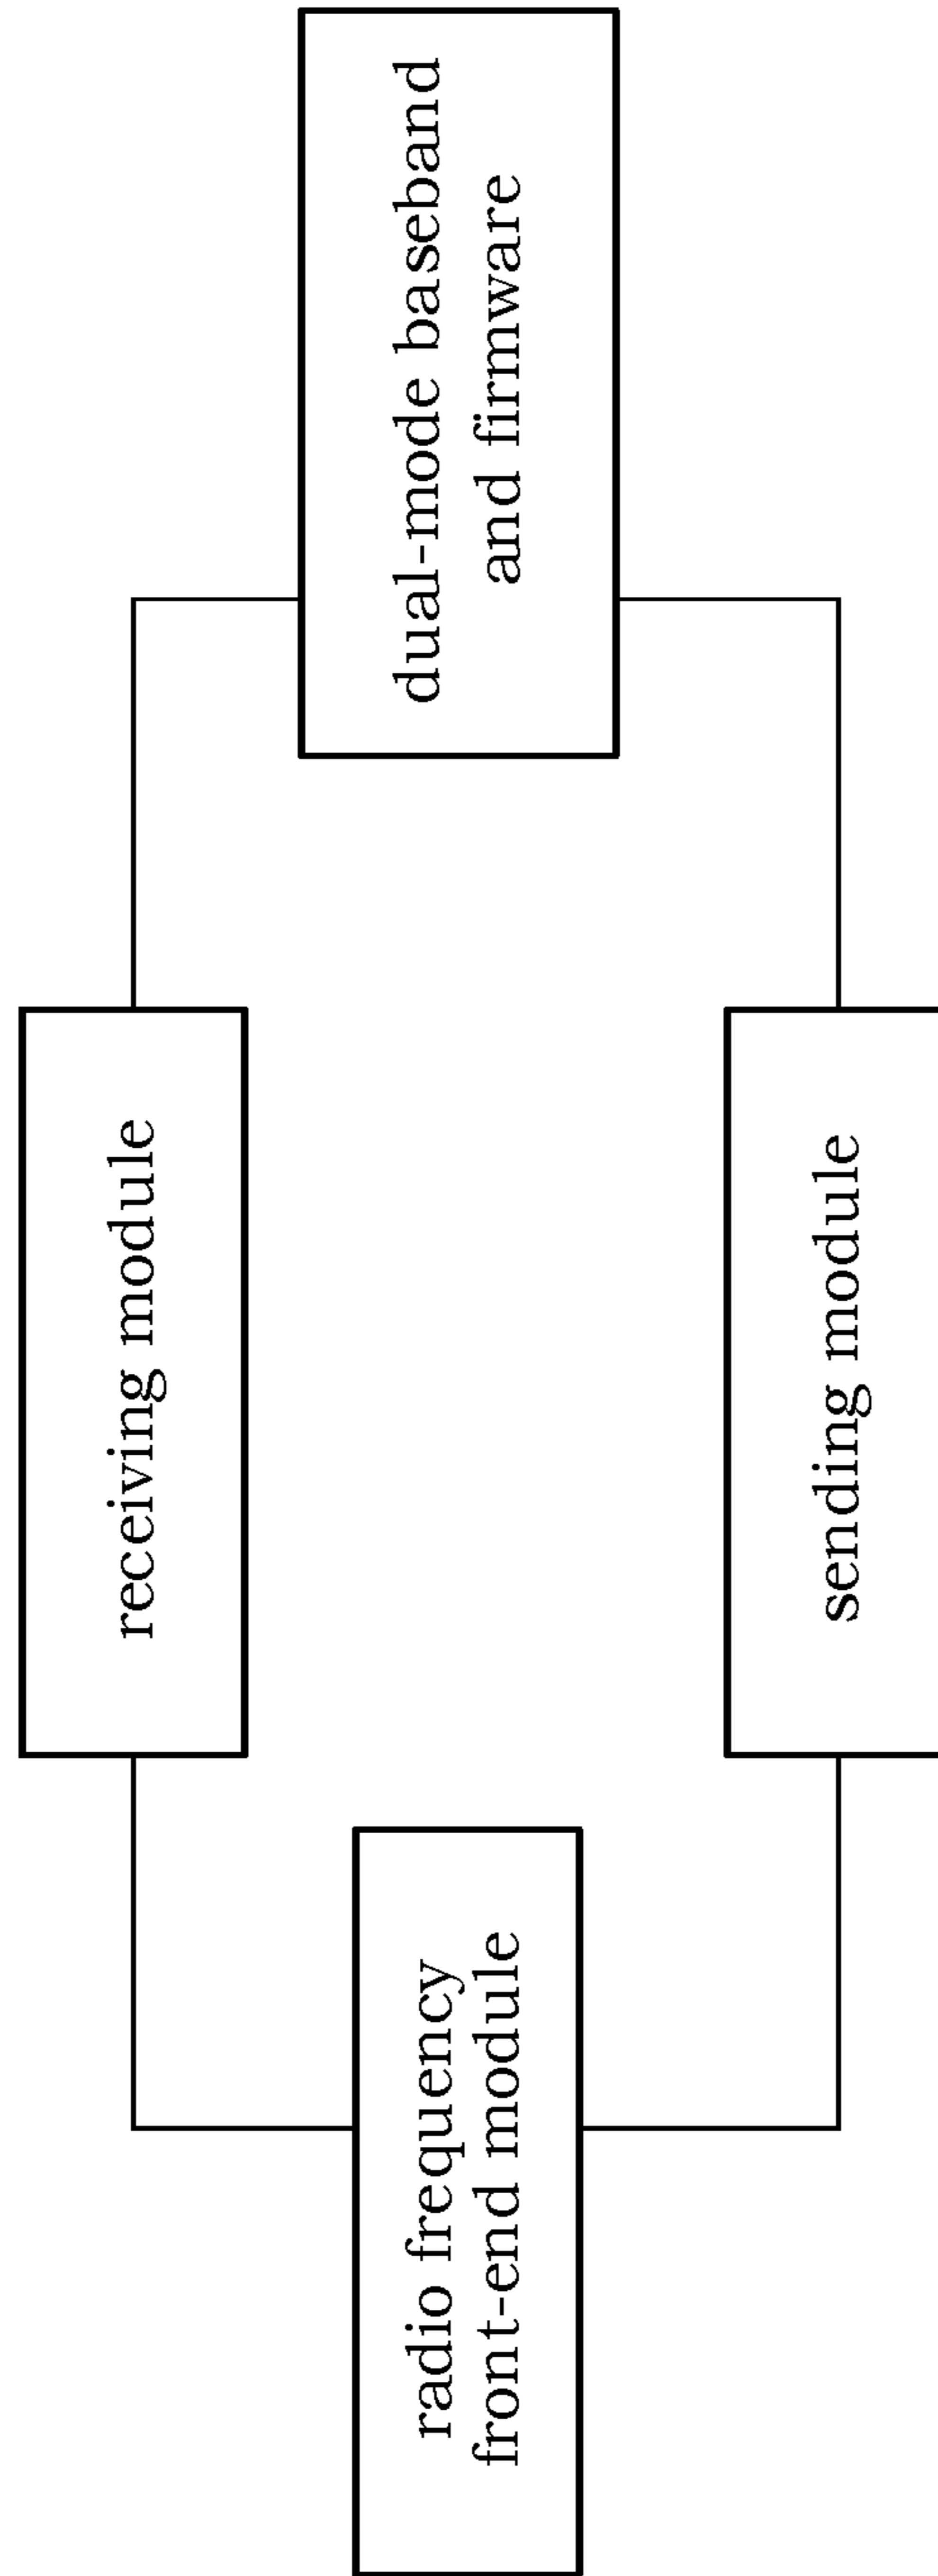 radio frequency
front-end module
receiving module
sending module
dual-mode baseband
and firmware